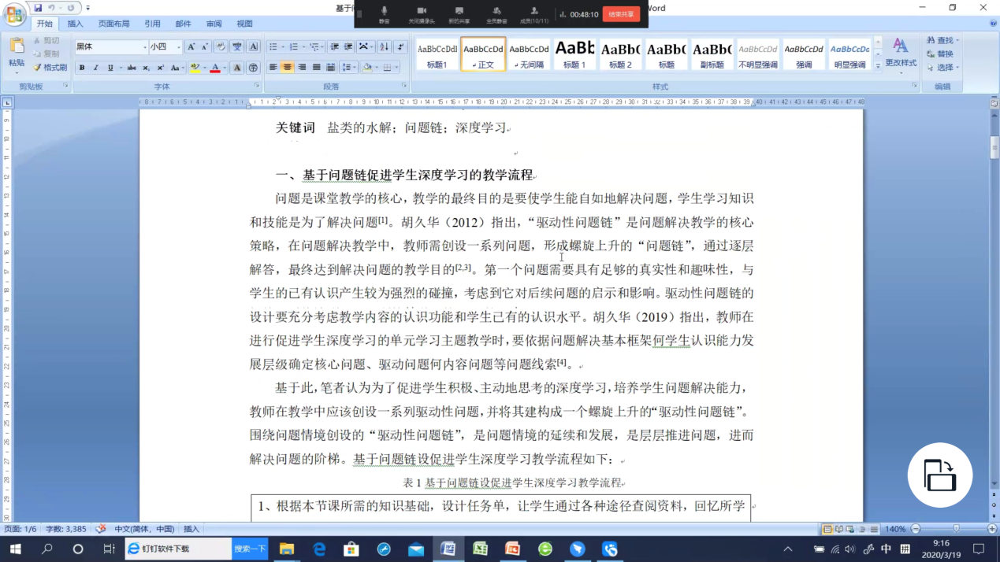 基于
Word
静音
关闭摄像头
新的共享
全员静音
成员(10/11)
00:48:10
结束共享
开始 插入 页面布局 引用 邮件 审阅 视图
粘贴
剪切
复制
格式刷
剪贴板
黑体
小四
字体
段落
AaBbCcDdI AaBbCcDd AaBbCcDd AaBb AaBb( AaBb( AaBb( AaBbCcDd AaBbCcDd AaBbCcDd
标题1 正文 无间隔 标题 1 标题 2 标题 副标题 不明显强调 强调 明显强调
更改样式
样式
查找
替换
选择
编辑
关键词 盐类的水解；问题链；深度学习
一、基于问题链促进学生深度学习的教学流程
问题是课堂教学的核心，教学的最终目的是要使学生能自如地解决问题，学生学习知识
和技能是为了解决问题[1]。胡久华（2012）指出，“驱动性问题链”是问题解决教学的核心
策略，在问题解决教学中，教师需创设一系列问题，形成螺旋上升的“问题链”，通过逐层
解答，最终达到解决问题的教学目的[2,3]。第一个问题需要具有足够的真实性和趣味性，与
学生的已有认识产生较为强烈的碰撞，考虑到它对后续问题的启示和影响。驱动性问题链的
设计要充分考虑教学内容的认识功能和学生已有的认识水平。胡久华（2019）指出，教师在
进行促进学生深度学习的单元学习主题教学时，要依据问题解决基本框架何学生认识能力发
展层级确定核心问题、驱动问题何内容问题等问题线索[4]。
基于此，笔者认为为了促进学生积极、主动地思考的深度学习，培养学生问题解决能力，
教师在教学中应该创设一系列驱动性问题，并将其建构成一个螺旋上升的“驱动性问题链”。
围绕问题情境创设的“驱动性问题链”，是问题情境的延续和发展，是层层推进问题，进而
解决问题的阶梯。基于问题链设促进学生深度学习教学流程如下：
表 1 基于问题链设促进学生深度学习教学流程
1、根据本节课所需的知识基础，设计任务单，让学生通过各种途径查阅资料，回忆所学
页面: 1/6 字数: 3,385 中文(简体，中国) 插入
140%
钉钉软件下载
搜索一下
中
拼
9:16
2020/3/19